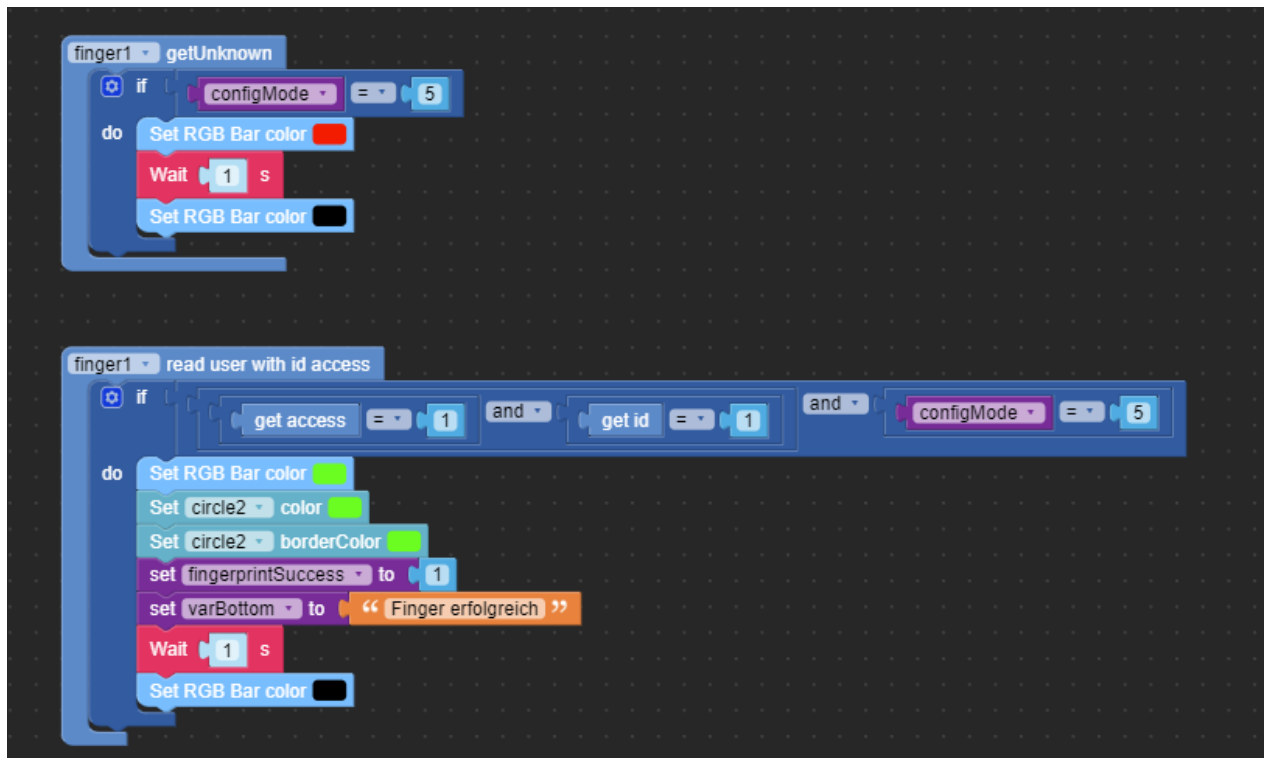 finger1 getUnknown
if configMode = 5
do Set RGB Bar color
Wait 1 s
Set RGB Bar color
finger1 read user with id access
if get access = 1 and get id = 1 and configMode = 5
do Set RGB Bar color
Set circle2 color
Set circle2 borderColor
set fingerprintSuccess to 1
set varBottom to “ Finger erfolgreich ”
Wait 1 s
Set RGB Bar color